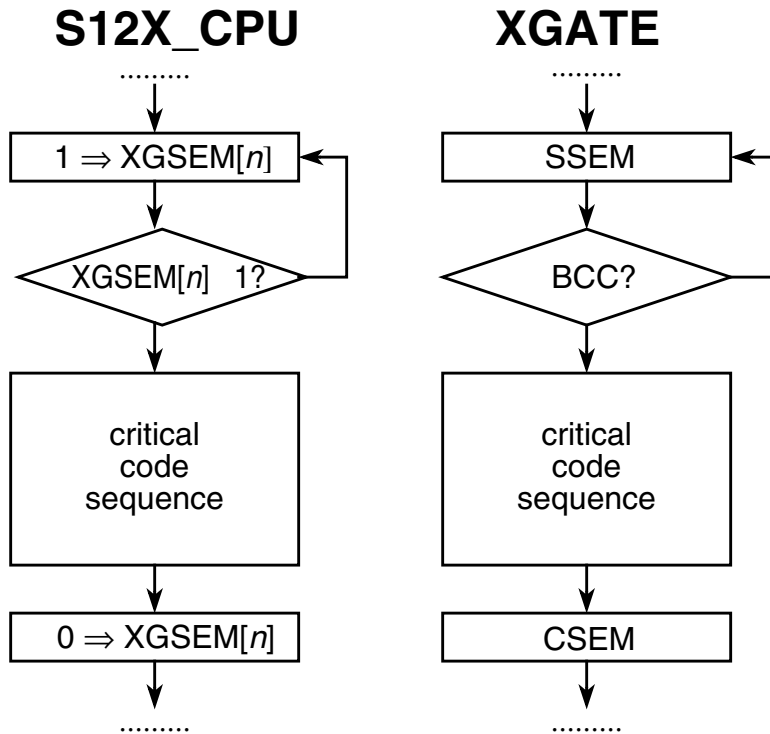 S12X_CPU
.........
1 ⇒ XGSEM[n]
XGSEM[n] 1?
critical
code
sequence
0 ⇒ XGSEM[n]
.........
XGATE
.........
SSEM
BCC?
critical
code
sequence
CSEM
.........